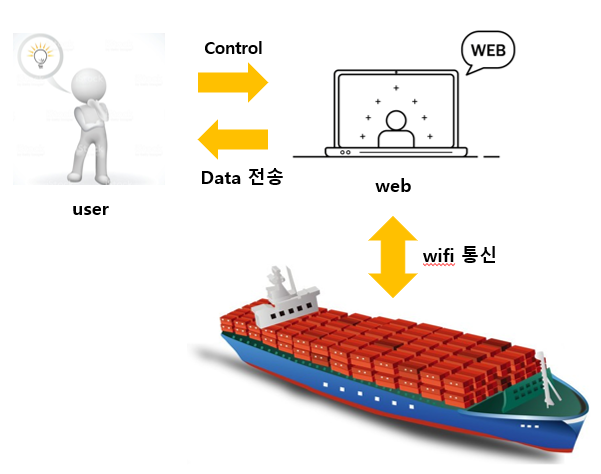 Control
WEB
Data 전송
web
user
wifi 통신